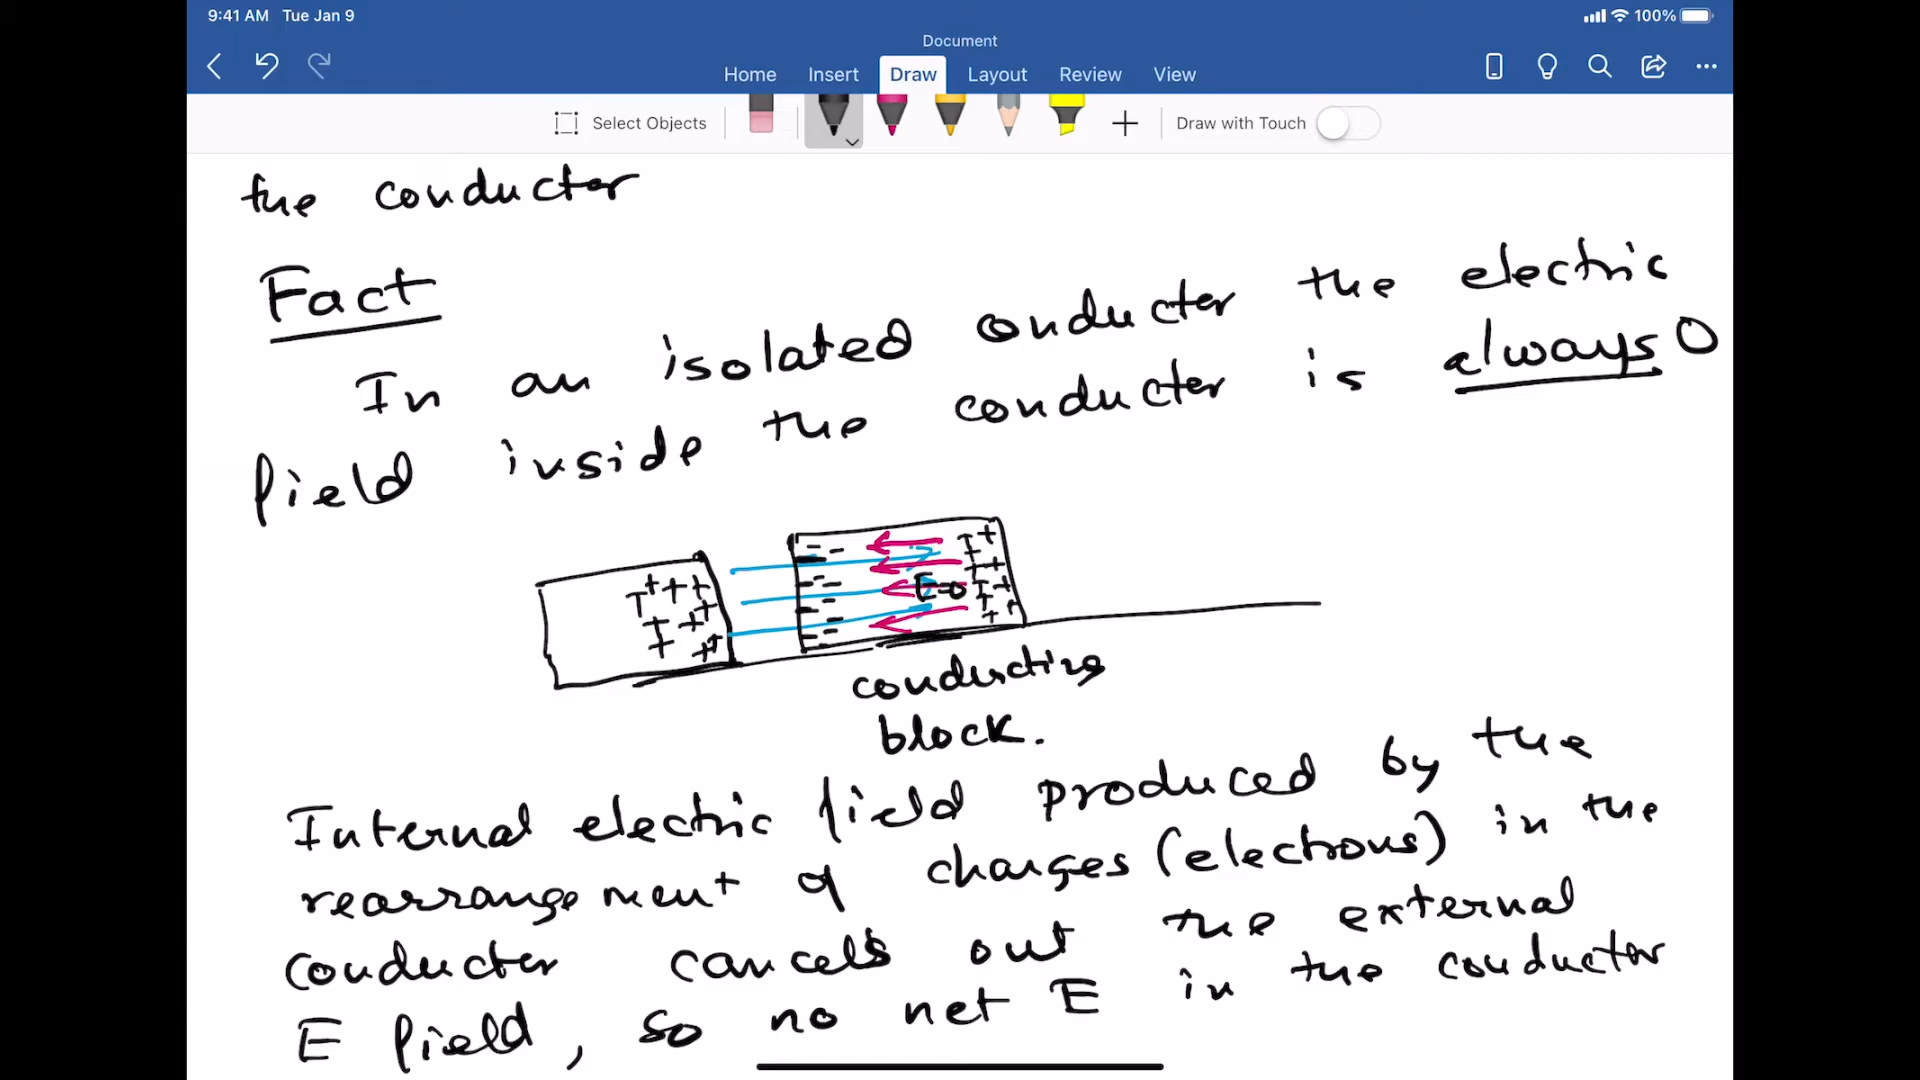 9:41 AM Tue Jan 9
100%
Document
Home Insert Draw Layout Review View
Select Objects
Draw with Touch
the conductor
Fact
In an isolated conductor the electric
field inside the conductor is always 0
+ + + + + + + + + +
- - - - - - - - - -
E=0
+ + + + + + + + + +
conducting
block.
Internal electric field produced by the
rearrangement of charges (electrons) in the
conductor cancels out the external
E field, so no net E in the conductor